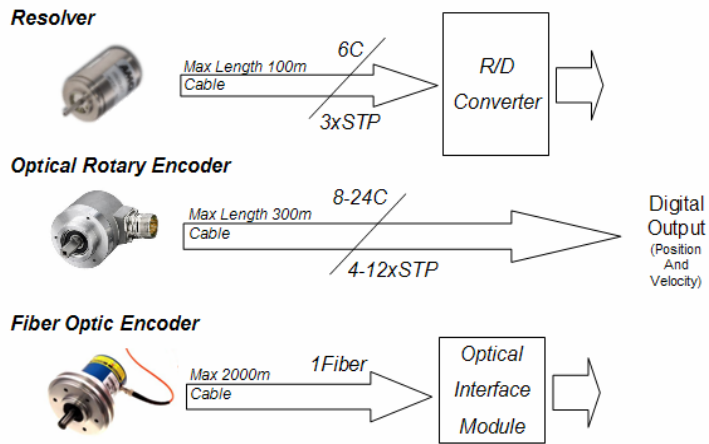 Resolver
Max Length 100m
Cable
6C
3xSTP
R/D
Converter
Optical Rotary Encoder
Max Length 300m
Cable
8-24C
4-12xSTP
Digital
Output
(Position
And
Velocity)
Fiber Optic Encoder
Max 2000m
Cable
1Fiber
Optical
Interface
Module